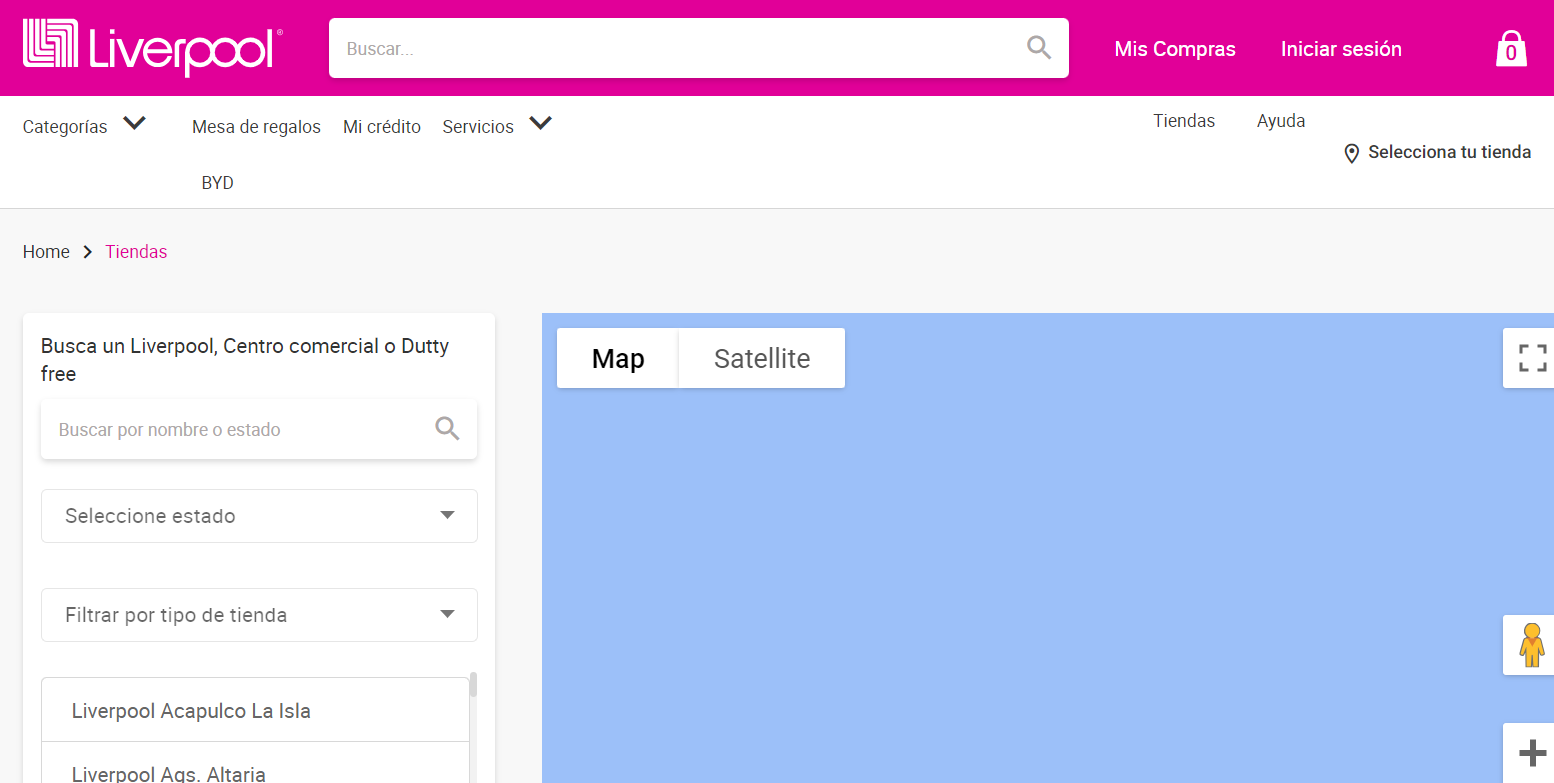 Liverpool®
Buscar...
Mis Compras
Iniciar sesión
0
Categorías
Mesa de regalos
Mi crédito
Servicios
Tiendas
Ayuda
Selecciona tu tienda
BYD
Home
Tiendas
Busca un Liverpool, Centro comercial o Dutty
free
Buscar por nombre o estado
Seleccione estado
Filtrar por tipo de tienda
Liverpool Acapulco La Isla
Liverpool Ags. Altaria
Map
Satellite